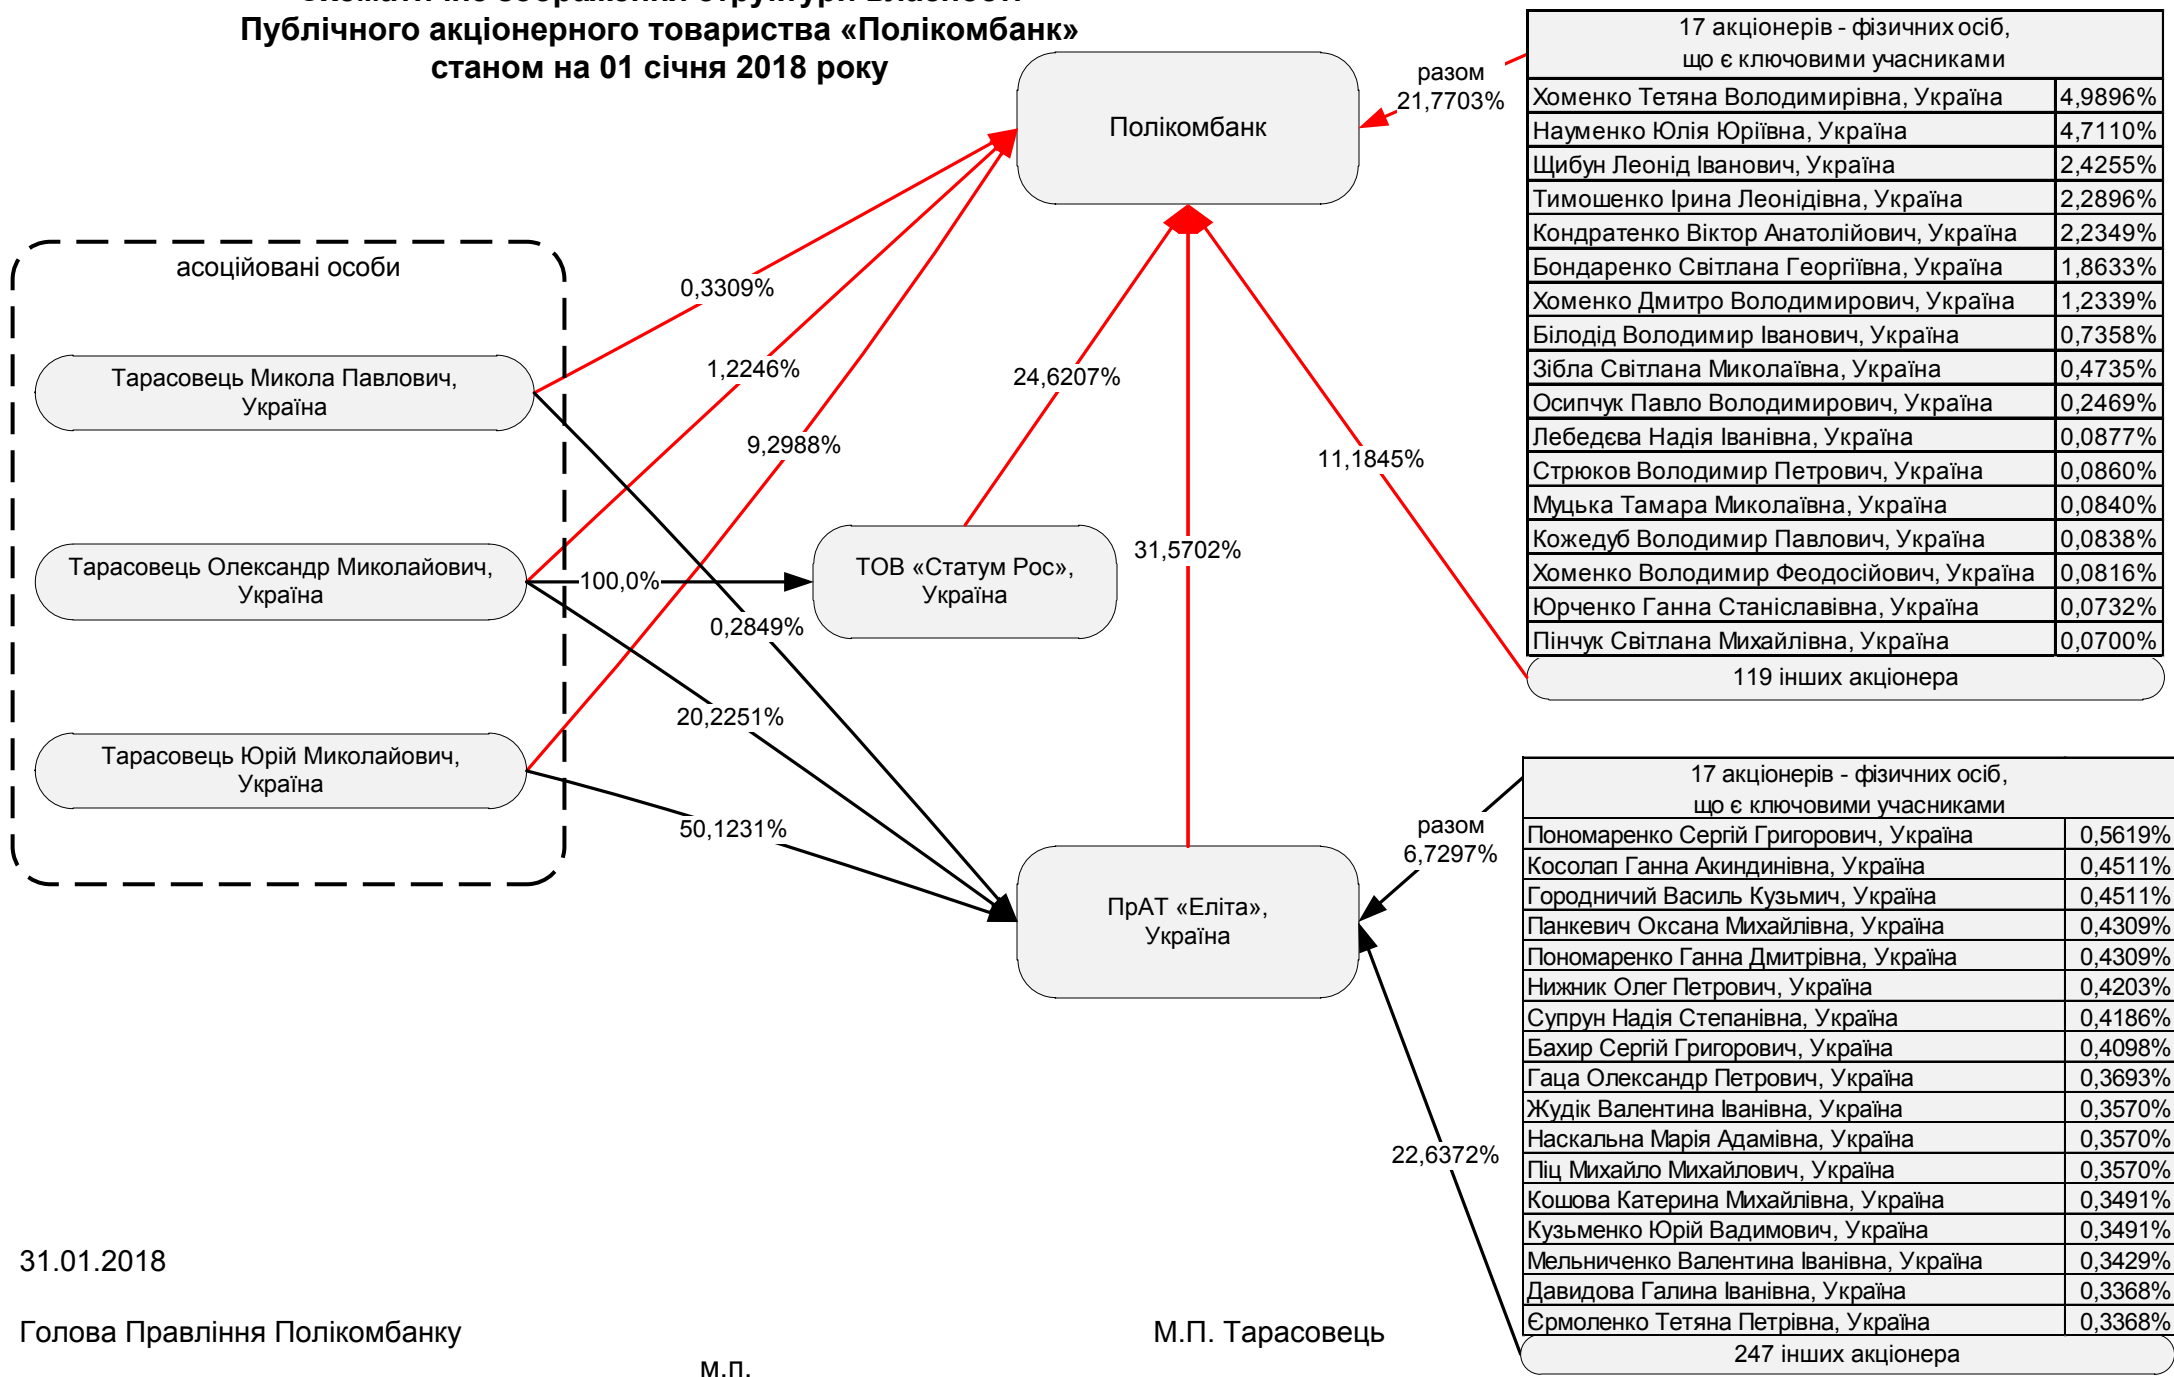 Публічного акціонерного товариства «Полікомбанк»
станом на 01 січня 2018 року
Полікомбанк
разом
21,7703%
17 акціонерів - фізичних осіб,
що є ключовими учасниками
Хоменко Тетяна Володимирівна, Україна 4,9896%
Науменко Юлія Юріївна, Україна 4,7110%
Щибун Леонід Іванович, Україна 2,4255%
Тимошенко Ірина Леонідівна, Україна 2,2896%
Кондратенко Віктор Анатолійович, Україна 2,2349%
Бондаренко Світлана Георгіївна, Україна 1,8633%
Хоменко Дмитро Володимирович, Україна 1,2339%
Білодід Володимир Іванович, Україна 0,7358%
Зібла Світлана Миколаївна, Україна 0,4735%
Осипчук Павло Володимирович, Україна 0,2469%
Лебедєва Надія Іванівна, Україна 0,0877%
Стрюков Володимир Петрович, Україна 0,0860%
Муцька Тамара Миколаївна, Україна 0,0840%
Кожедуб Володимир Павлович, Україна 0,0838%
Хоменко Володимир Феодосійович, Україна 0,0816%
Юрченко Ганна Станіславівна, Україна 0,0732%
Пінчук Світлана Михайлівна, Україна 0,0700%
119 інших акціонера
асоційовані особи
Тарасовець Микола Павлович,
Україна
Тарасовець Олександр Миколайович,
Україна
Тарасовець Юрій Миколайович,
Україна
0,3309%
1,2246%
9,2988%
24,6207%
11,1845%
31,5702%
100,0%
ТОВ «Статум Рос»,
Україна
0,2849%
20,2251%
50,1231%
ПрАТ «Еліта»,
Україна
разом
6,7297%
22,6372%
17 акціонерів - фізичних осіб,
що є ключовими учасниками
Пономаренко Сергій Григорович, Україна 0,5619%
Косолап Ганна Акиндинівна, Україна 0,4511%
Городничий Василь Кузьмич, Україна 0,4511%
Панкевич Оксана Михайлівна, Україна 0,4309%
Пономаренко Ганна Дмитрівна, Україна 0,4309%
Нижник Олег Петрович, Україна 0,4203%
Супрун Надія Степанівна, Україна 0,4186%
Бахир Сергій Григорович, Україна 0,4098%
Гаца Олександр Петрович, Україна 0,3693%
Жудік Валентина Іванівна, Україна 0,3570%
Наскальна Марія Адамівна, Україна 0,3570%
Піц Михайло Михайлович, Україна 0,3570%
Кошова Катерина Михайлівна, Україна 0,3491%
Кузьменко Юрій Вадимович, Україна 0,3491%
Мельниченко Валентина Іванівна, Україна 0,3429%
Давидова Галина Іванівна, Україна 0,3368%
Єрмоленко Тетяна Петрівна, Україна 0,3368%
247 інших акціонера
31.01.2018
Голова Правління Полікомбанку М.П. Тарасовець
м.п.